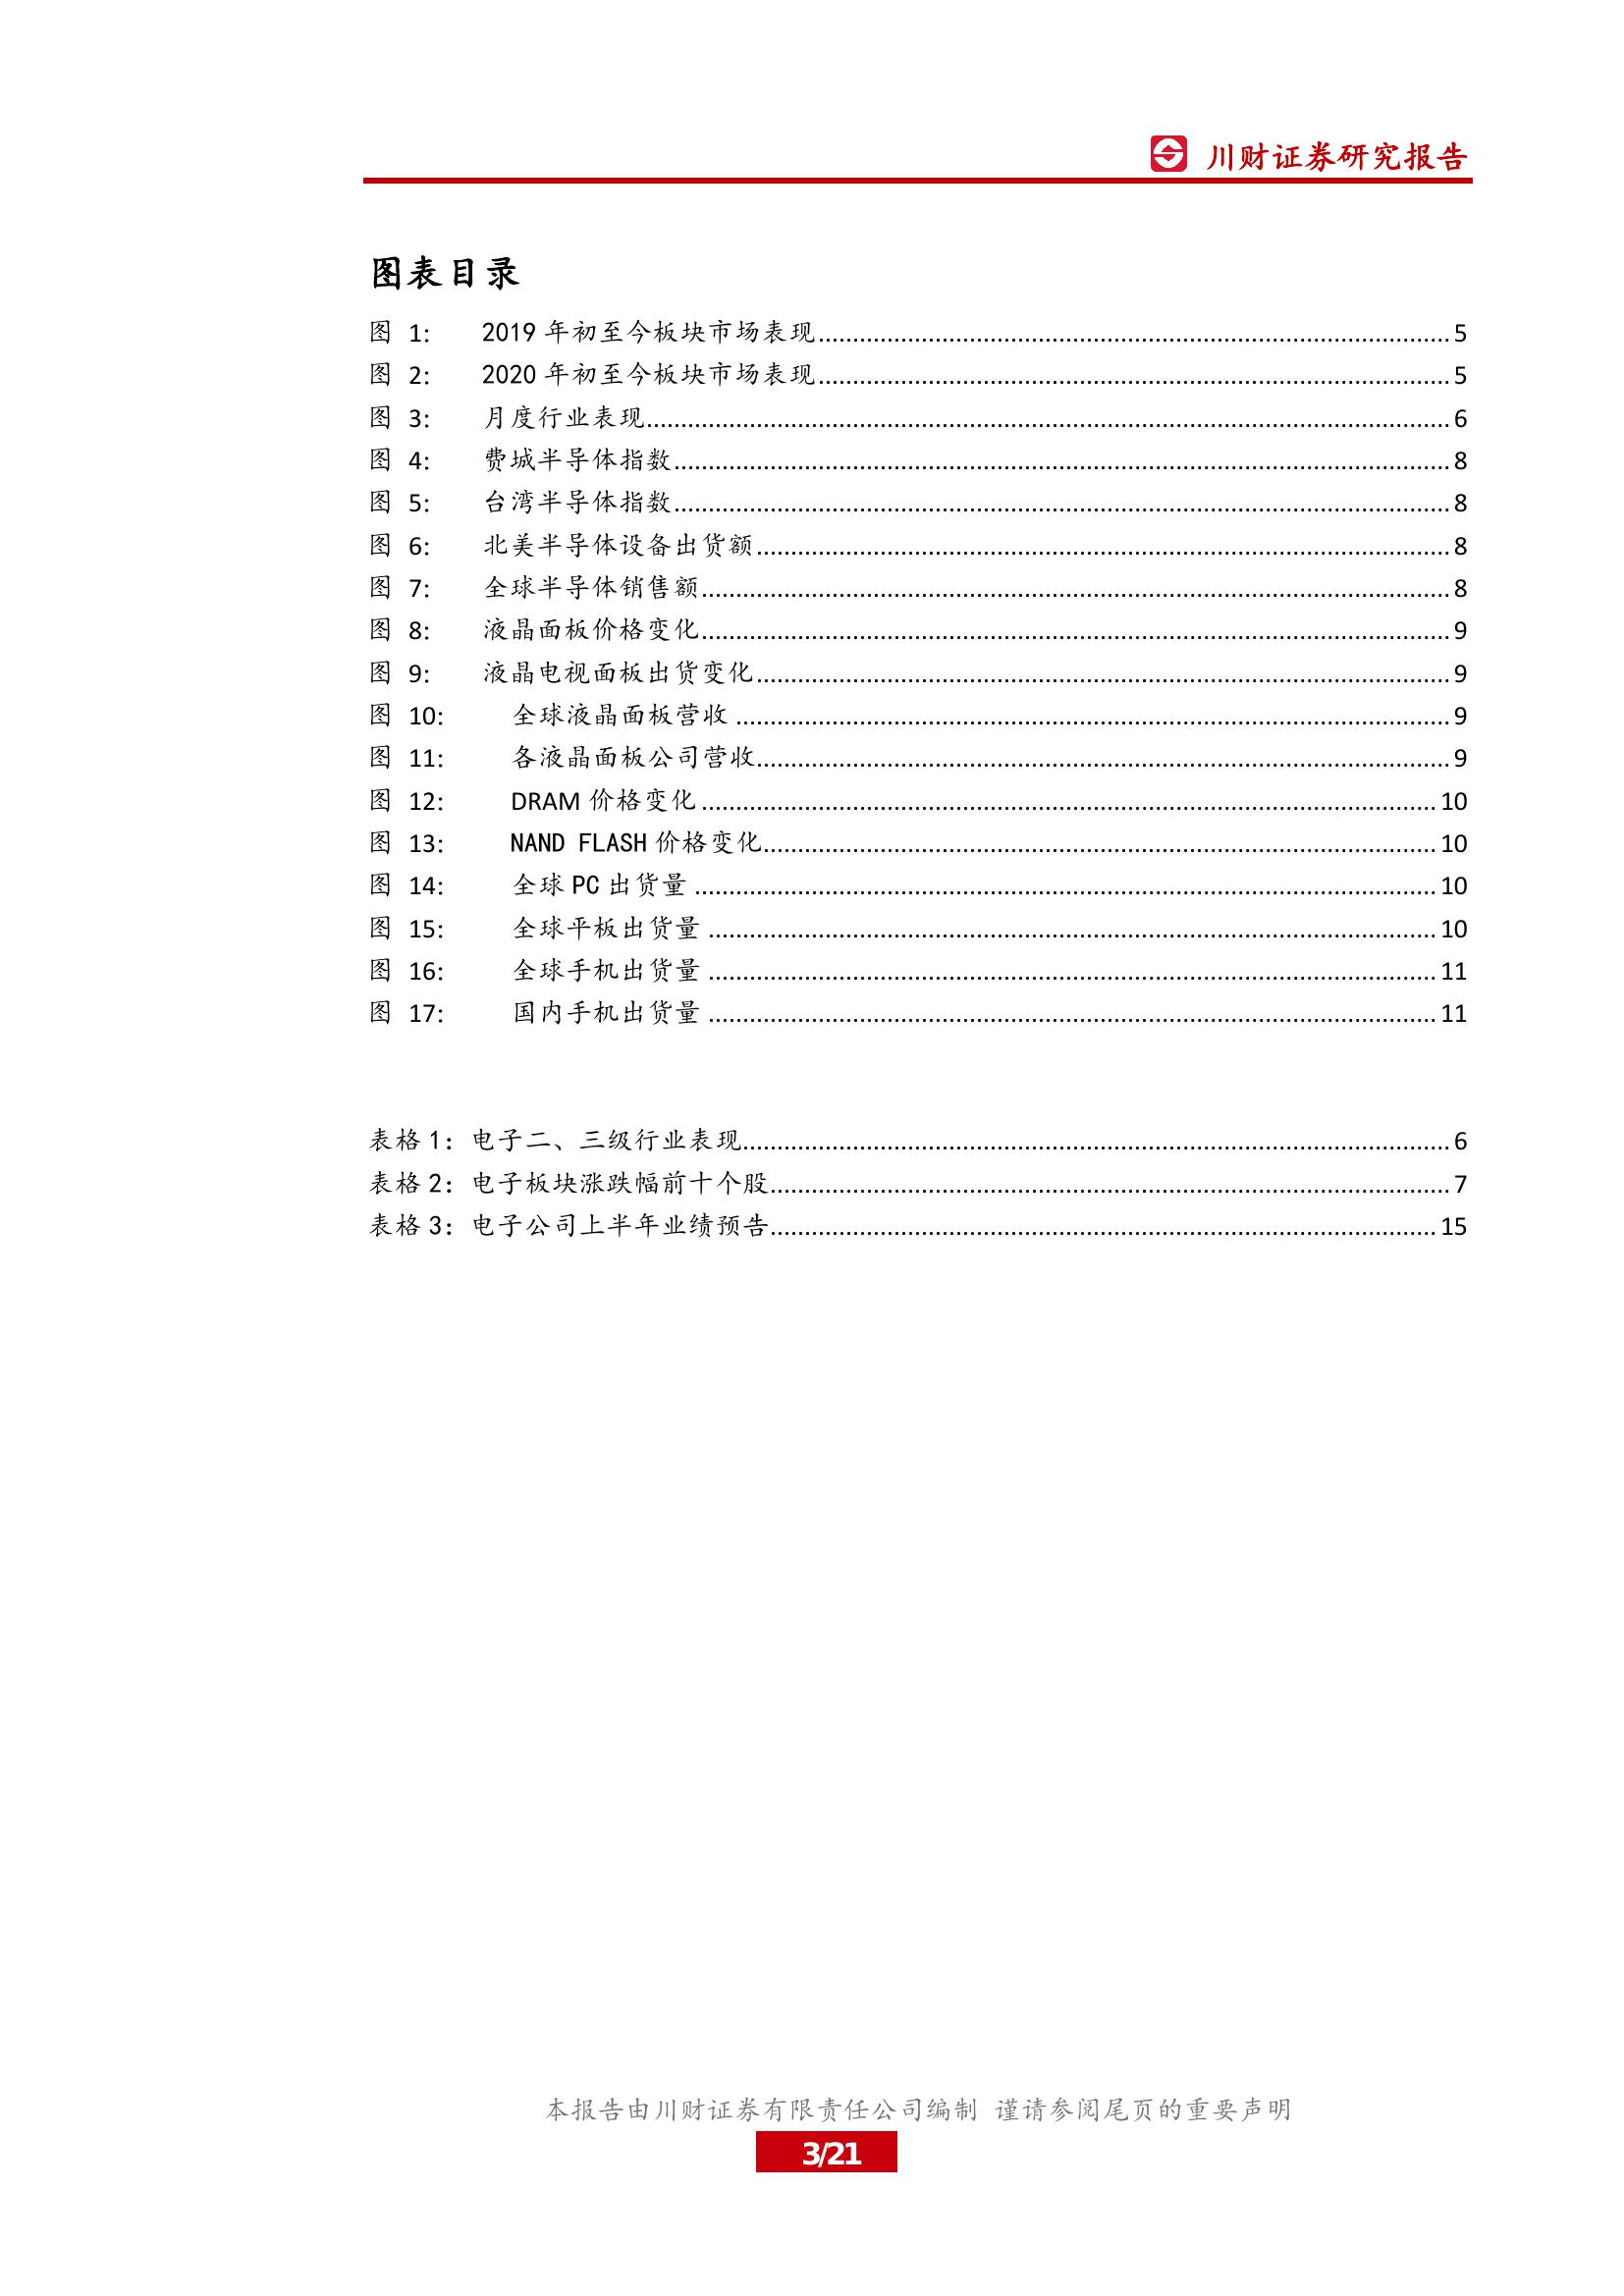 川财证券研究报告
图表目录
图 1: 2019 年初至今板块市场表现 5
图 2: 2020 年初至今板块市场表现 5
图 3: 月度行业表现 6
图 4: 费城半导体指数 8
图 5: 台湾半导体指数 8
图 6: 北美半导体设备出货额 8
图 7: 全球半导体销售额 8
图 8: 液晶面板价格变化 9
图 9: 液晶电视面板出货变化 9
图 10: 全球液晶面板营收 9
图 11: 各液晶面板公司营收 9
图 12: DRAM 价格变化 10
图 13: NAND FLASH 价格变化 10
图 14: 全球 PC 出货量 10
图 15: 全球平板出货量 10
图 16: 全球手机出货量 11
图 17: 国内手机出货量 11
表格 1：电子二、三级行业表现 6
表格 2：电子板块涨跌幅前十个股 7
表格 3：电子公司上半年业绩预告 15
本报告由川财证券有限责任公司编制 谨请参阅尾页的重要声明
3/21